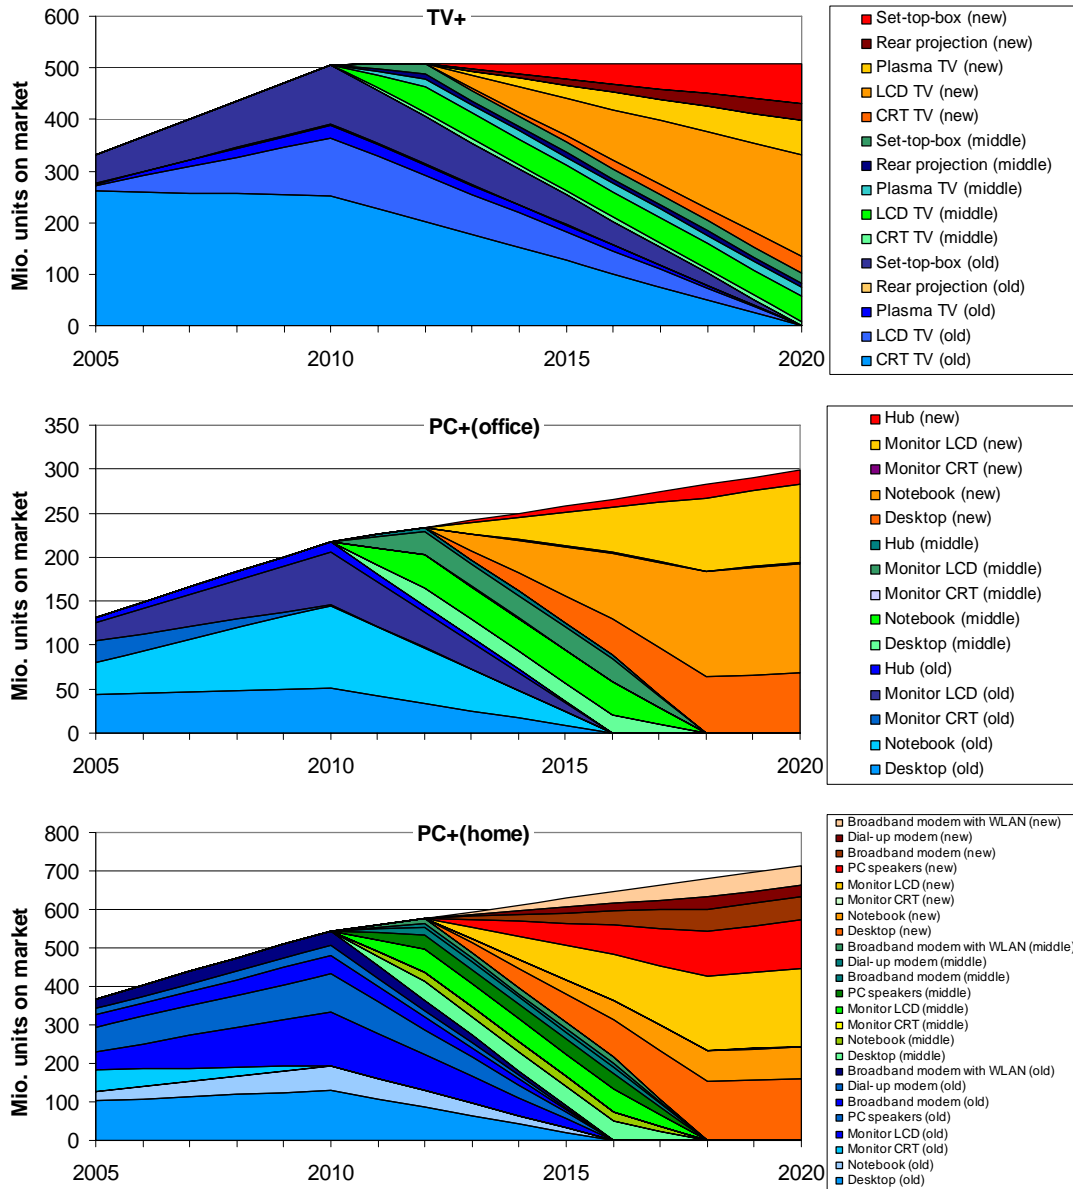 TV+
Mio. units on market
600
500
400
300
200
100
0
2005
2010
2015
2020
Set-top-box (new)
Rear projection (new)
Plasma TV (new)
LCD TV (new)
CRT TV (new)
Set-top-box (middle)
Rear projection (middle)
Plasma TV (middle)
LCD TV (middle)
CRT TV (middle)
Set-top-box (old)
Rear projection (old)
Plasma TV (old)
LCD TV (old)
CRT TV (old)
PC+(office)
Mio. units on market
350
300
250
200
150
100
50
0
2005
2010
2015
2020
Hub (new)
Monitor LCD (new)
Monitor CRT (new)
Notebook (new)
Desktop (new)
Hub (middle)
Monitor LCD (middle)
Monitor CRT (middle)
Notebook (middle)
Desktop (middle)
Hub (old)
Monitor LCD (old)
Monitor CRT (old)
Notebook (old)
Desktop (old)
PC+(home)
Mio. units on market
800
700
600
500
400
300
200
100
0
2005
2010
2015
2020
Broadband modem with WLAN (new)
Dial-up modem (new)
Broadband modem (new)
PC speakers (new)
Monitor LCD (new)
Monitor CRT (new)
Notebook (new)
Desktop (new)
Broadband modem with WLAN (middle)
Dial-up modem (middle)
Broadband modem (middle)
PC speakers (middle)
Monitor LCD (middle)
Monitor CRT (middle)
Notebook (middle)
Desktop (middle)
Broadband modem with WLAN (old)
Dial-up modem (old)
Broadband modem (old)
PC speakers (old)
Monitor LCD (old)
Monitor CRT (old)
Notebook (old)
Desktop (old)